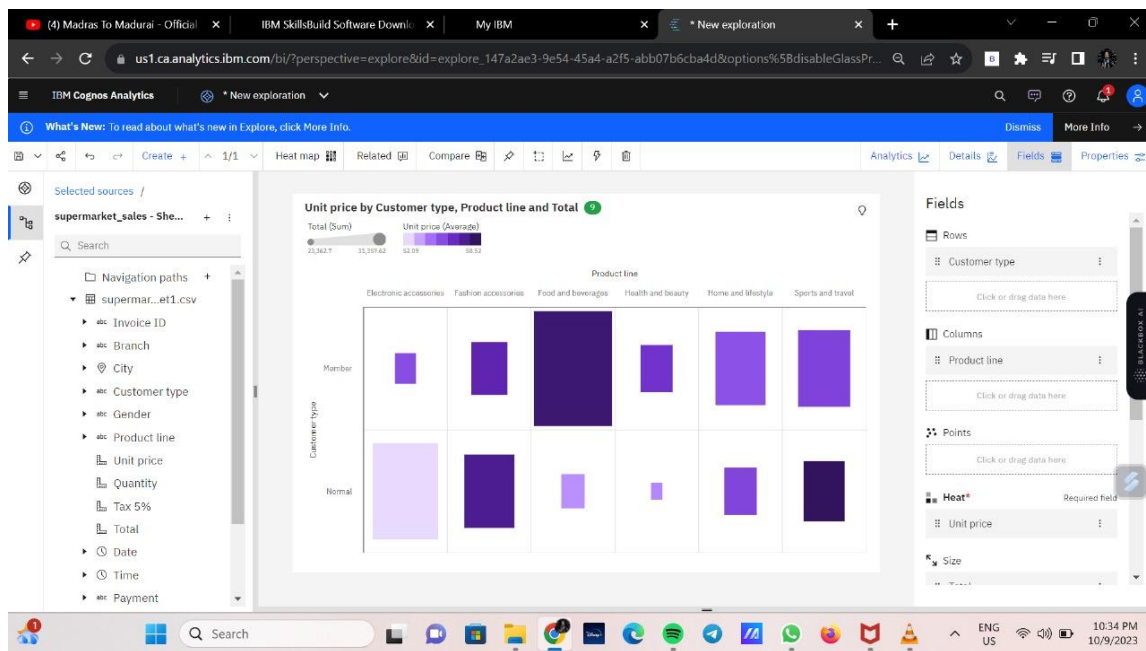 (4) Madras To Madurai - Official
IBM SkillsBuild Software Downlo
My IBM
* New exploration
us1.ca.analytics.ibm.com/bi/?perspective=explore&id=explore_147a2ae3-9e54-45a4-a2f5-abb07b6cba4d&options%5BdisableGlassPr...
IBM Cognos Analytics
* New exploration
1
What's New: To read about what's new in Explore, click More Info.
Dismiss
More Info
Create +
1/1
Heat map
Related
Compare
Analytics
Details
Fields
Properties
Selected sources /
supermarket_sales - She...
Search
Navigation paths
supermar...et1.csv
abc Invoice ID
abc Branch
City
abc Customer type
abc Gender
abc Product line
Unit price
Quantity
Tax 5%
Total
Date
Time
abc Payment
Unit price by Customer type, Product line and Total 9
Total (Sum)
Unit price (Average)
52.09
58.52
Product line
Electronic accessories
Fashion accessories
Food and beverages
Health and beauty
Home and lifestyle
Sports and travel
Customer type
Member
Normal
Fields
Rows
Customer type
Click or drag data here
Columns
Product line
Click or drag data here
Points
Click or drag data here
Heat*
Required field
Unit price
Size
BLACKBOX AI
1
Search
ENG
US
10:34 PM
10/9/2023